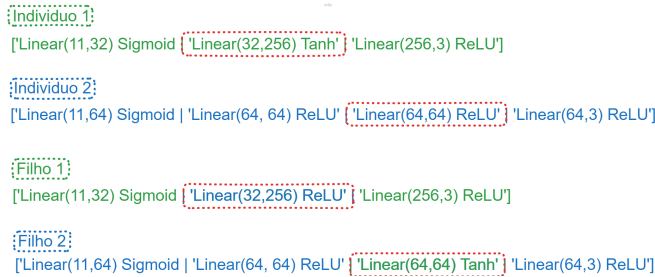 Individuo 1
['Linear(11,32) Sigmoid | 'Linear(32,256) Tanh' | 'Linear(256,3) ReLU']
Individuo 2
['Linear(11,64) Sigmoid | 'Linear(64, 64) ReLU' | 'Linear(64,64) ReLU' | 'Linear(64,3) ReLU']
Filho 1
['Linear(11,32) Sigmoid | 'Linear(32,256) ReLU' | 'Linear(256,3) ReLU']
Filho 2
['Linear(11,64) Sigmoid | 'Linear(64, 64) ReLU' | 'Linear(64,64) Tanh' | 'Linear(64,3) ReLU']